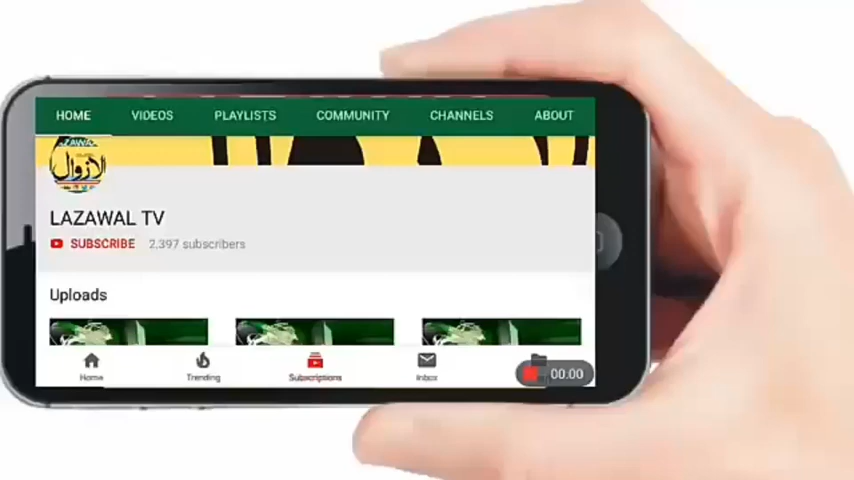 HOME VIDEOS PLAYLISTS COMMUNITY CHANNELS ABOUT
لازوال
LAZAWAL TV
SUBSCRIBE 2,397 subscribers
Uploads
Home Trending Subscriptions Inbox
00.00